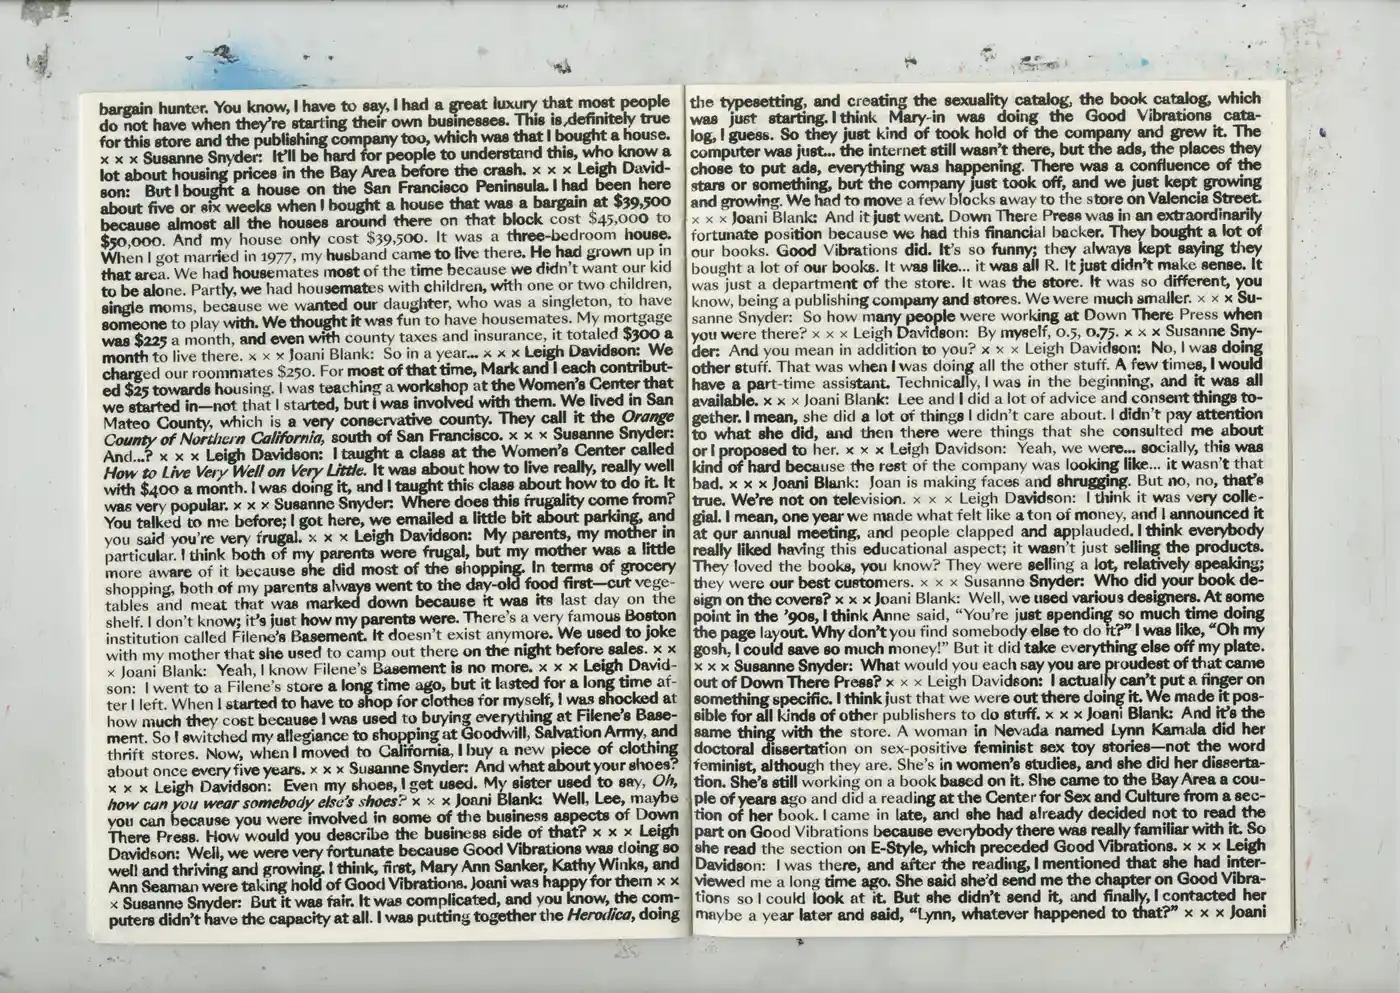 bargain hunter. You know, I have to say, I had a great luxury that most people
do not have when they're starting their own businesses. This is definitely true
for this store and the publishing company too, which was that I bought a house.
x x x Susanne Snyder: It'll be hard for people to understand this, who know a
lot about housing prices in the Bay Area before the crash. x x x Leigh David-
son: But I bought a house on the San Francisco Peninsula. I had been here
about five or six weeks when I bought a house that was a bargain at $39,500
because almost all the houses around there on that block cost $45,000 to
$50,000. And my house only cost $39,500. It was a three-bedroom house.
When I got married in 1977, my husband came to live there. He had grown up in
that area. We had housemates most of the time because we didn't want our kid
to be alone. Partly, we had housemates with children, with one or two children,
single moms, because we wanted our daughter, who was a singleton, to have
someone to play with. We thought it was fun to have housemates. My mortgage
was $225 a month, and even with county taxes and insurance, it totaled $300 a
month to live there. x x x Joani Blank: So in a year... x x x Leigh Davidson: We
charged our roommates $250. For most of that time, Mark and I each contribut-
ed $25 towards housing. I was teaching a workshop at the Women's Center that
we started in—not that I started, but I was involved with them. We lived in San
Mateo County, which is a very conservative county. They call it the Orange
County of Northern California, south of San Francisco. x x x Susanne Snyder:
And...? x x x Leigh Davidson: I taught a class at the Women's Center called
How to Live Very Well on Very Little. It was about how to live really, really well
with $400 a month. I was doing it, and I taught this class about how to do it. It
was very popular. x x x Susanne Snyder: Where does this frugality come from?
You talked to me before; I got here, we emailed a little bit about parking, and
you said you're very frugal. x x x Leigh Davidson: My parents, my mother in
particular. I think both of my parents were frugal, but my mother was a little
more aware of it because she did most of the shopping. In terms of grocery
shopping, both of my parents always went to the day-old food first—cut vege-
tables and meat that was marked down because it was its last day on the
shelf. I don't know; it's just how my parents were. There's a very famous Boston
institution called Filene's Basement. It doesn't exist anymore. We used to joke
with my mother that she used to camp out there on the night before sales. x x
x Joani Blank: Yeah, I know Filene's Basement is no more. x x x Leigh David-
son: I went to a Filene's store a long time ago, but it lasted for a long time af-
ter I left. When I started to have to shop for clothes for myself, I was shocked at
how much they cost because I was used to buying everything at Filene's Base-
ment. So I switched my allegiance to shopping at Goodwill, Salvation Army, and
thrift stores. Now, when I moved to California, I buy a new piece of clothing
about once every five years. x x x Susanne Snyder: And what about your shoes?
x x x Leigh Davidson: Even my shoes, I get used. My sister used to say, Oh,
how can you wear somebody else's shoes? x x x Joani Blank: Well, Lee, maybe
you can because you were involved in some of the business aspects of Down
There Press. How would you describe the business side of that? x x x Leigh
Davidson: Well, we were very fortunate because Good Vibrations was doing so
well and thriving and growing. I think, first, Mary Ann Sanker, Kathy Winks, and
Ann Seaman were taking hold of Good Vibrations. Joani was happy for them x x
x Susanne Snyder: But it was fair. It was complicated, and you know, the com-
puters didn't have the capacity at all. I was putting together the Herodica, doing
the typesetting, and creating the sexuality catalog, the book catalog, which
was just starting. I think Mary-in was doing the Good Vibrations cata-
log, I guess. So they just kind of took hold of the company and grew it. The
computer was just... the internet still wasn't there, but the ads, the places they
chose to put ads, everything was happening. There was a confluence of the
stars or something, but the company just took off, and we just kept growing
and growing. We had to move a few blocks away to the store on Valencia Street.
x x x Joani Blank: And it just went. Down There Press was in an extraordinarily
fortunate position because we had this financial backer. They bought a lot of
our books. Good Vibrations did. It's so funny; they always kept saying they
bought a lot of our books. It was like... it was all R. It just didn't make sense. It
was just a department of the store. It was the store. It was so different, you
know, being a publishing company and stores. We were much smaller. x x x Su-
sanne Snyder: So how many people were working at Down There Press when
you were there? x x x Leigh Davidson: By myself, 0.5, 0.75. x x x Susanne Sny-
der: And you mean in addition to you? x x x Leigh Davidson: No, I was doing
other stuff. That was when I was doing all the other stuff. A few times, I would
have a part-time assistant. Technically, I was in the beginning, and it was all
available. x x x Joani Blank: Lee and I did a lot of advice and consent things to-
gether. I mean, she did a lot of things I didn't care about. I didn't pay attention
to what she did, and then there were things that she consulted me about
or I proposed to her. x x x Leigh Davidson: Yeah, we were... socially, this was
kind of hard because the rest of the company was looking like... it wasn't that
bad. x x x Joani Blank: Joan is making faces and shrugging. But no, no, that's
true. We're not on television. x x x Leigh Davidson: I think it was very colle-
gial. I mean, one year we made what felt like a ton of money, and I announced it
at our annual meeting, and people clapped and applauded. I think everybody
really liked having this educational aspect; it wasn't just selling the products.
They loved the books, you know? They were selling a lot, relatively speaking;
they were our best customers. x x x Susanne Snyder: Who did your book de-
sign on the covers? x x x Joani Blank: Well, we used various designers. At some
point in the '90s, I think Anne said, "You're just spending so much time doing
the page layout. Why don't you find somebody else to do it?" I was like, "Oh my
gosh, I could save so much money!" But it did take everything else off my plate.
x x x Susanne Snyder: What would you each say you are proudest of that came
out of Down There Press? x x x Leigh Davidson: I actually can't put a finger on
something specific. I think just that we were out there doing it. We made it pos-
sible for all kinds of other publishers to do stuff. x x x Joani Blank: And it's the
same thing with the store. A woman in Nevada named Lynn Kamala did her
doctoral dissertation on sex-positive feminist sex toy stories—not the word
feminist, although they are. She's in women's studies, and she did her disserta-
tion. She's still working on a book based on it. She came to the Bay Area a cou-
ple of years ago and did a reading at the Center for Sex and Culture from a sec-
tion of her book. I came in late, and she had already decided not to read the
part on Good Vibrations because everybody there was really familiar with it. So
she read the section on E-Style, which preceded Good Vibrations. x x x Leigh
Davidson: I was there, and after the reading, I mentioned that she had inter-
viewed me a long time ago. She said she'd send me the chapter on Good Vibra-
tions so I could look at it. But she didn't send it, and finally, I contacted her
maybe a year later and said, "Lynn, whatever happened to that?" x x x Joani